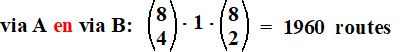 via A en via B: (8 4) · 1 · (8 2) = 1960 routes